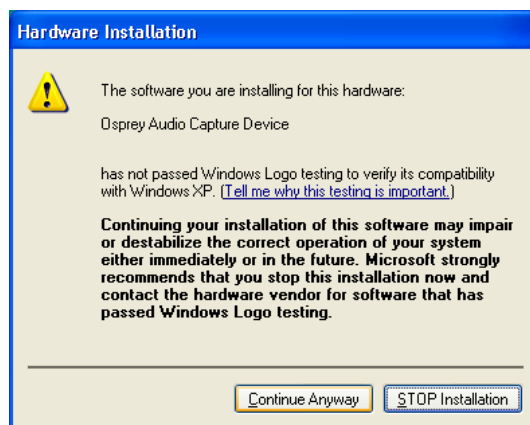 Hardware Installation
The software you are installing for this hardware:
Osprey Audio Capture Device
has not passed Windows Logo testing to verify its compatibility
with Windows XP. (Tell me why this testing is important.)
Continuing your installation of this software may impair
or destabilize the correct operation of your system
either immediately or in the future. Microsoft strongly
recommends that you stop this installation now and
contact the hardware vendor for software that has
passed Windows Logo testing.
Continue Anyway STOP Installation